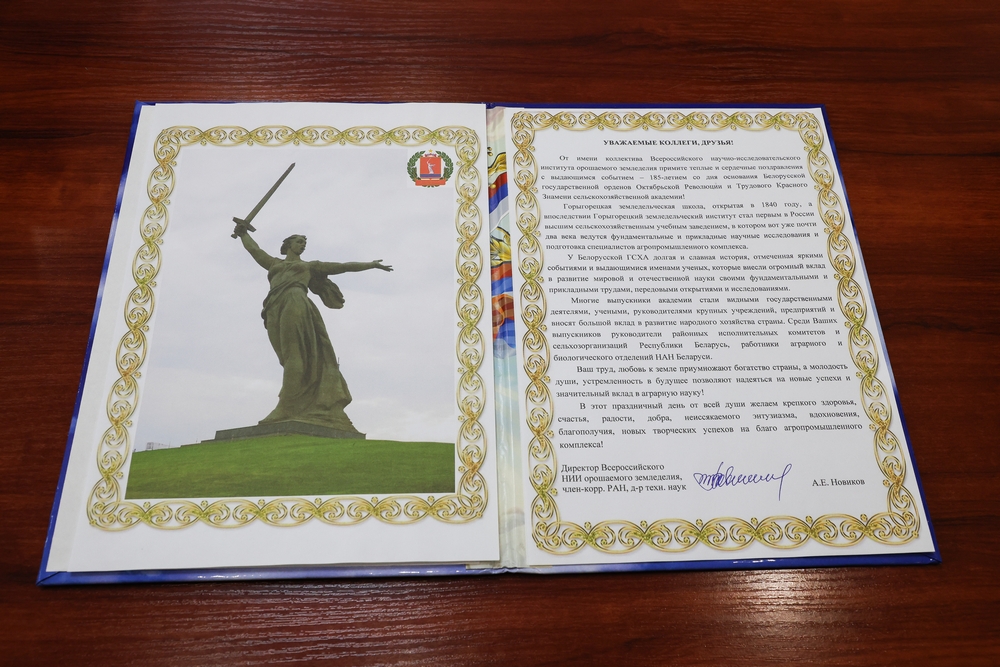 УВАЖАЕМЫЕ КОЛЛЕГИ, ДРУЗЬЯ!
От имени коллектива Всероссийского научно-исследовательского
института орошаемого земледелия примите теплые и сердечные поздравления
с выдающимся событием – 185-летием со дня основания Белорусской
государственной орденов Октябрьской Революции и Трудового Красного
Знамени сельскохозяйственной академии!
Горыгорецкая земледельческая школа, открытая в 1840 году, а
впоследствии Горыгорецкий земледельческий институт стал первым в России
высшим сельскохозяйственным учебным заведением, в котором вот уже почти
два века ведутся фундаментальные и прикладные научные исследования и
подготовка специалистов агропромышленного комплекса.
У Белорусской ГСХА долгая и славная история, отмеченная яркими
событиями и выдающимися именами ученых, которые внесли огромный вклад
в развитие мировой и отечественной науки своими фундаментальными и
прикладными трудами, передовыми открытиями и исследованиями.
Многие выпускники академии стали видными государственными
деятелями, учеными, руководителями крупных учреждений, предприятий и
вносят большой вклад в развитие народного хозяйства страны. Среди Ваших
выпускников руководители районных исполнительных комитетов и
сельхозорганизаций Республики Беларусь, работники аграрного и
биологического отделений НАН Беларуси.
Ваш труд, любовь к земле приумножают богатство страны, а молодость
души, устремленность в будущее позволяют надеяться на новые успехи и
значительный вклад в аграрную науку!
В этот праздничный день от всей души желаем крепкого здоровья,
счастья, радости, добра, неиссякаемого энтузиазма, вдохновения,
благополучия, новых творческих успехов на благо агропромышленного
комплекса!
Директор Всероссийского
НИИ орошаемого земледелия,
член-корр. РАН, д-р техн. наук А.Е. Новиков